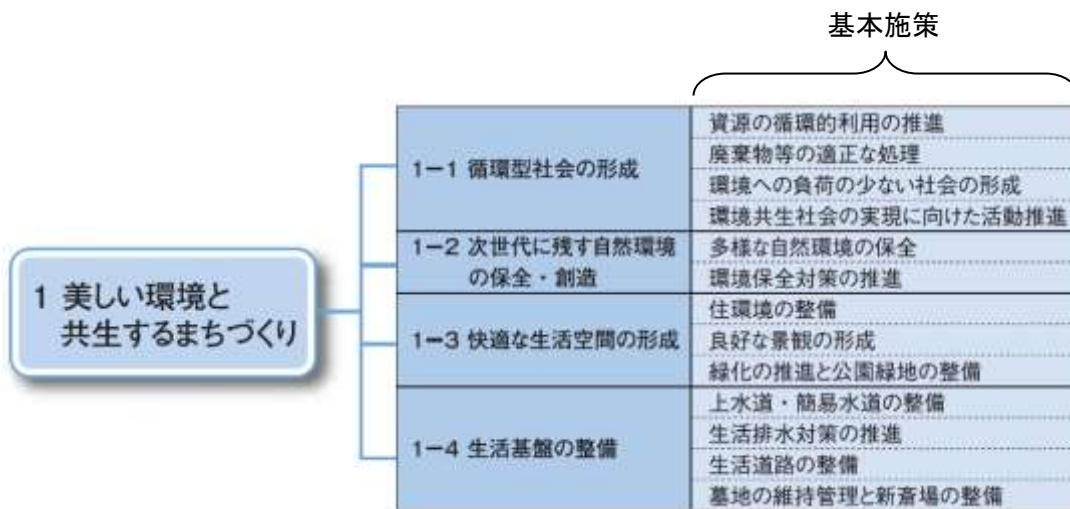 基本施策
1 美しい環境と
共生するまちづくり
1−1 循環型社会の形成
資源の循環的利用の推進
廃棄物等の適正な処理
環境への負荷の少ない社会の形成
環境共生社会の実現に向けた活動推進
1−2 次世代に残す自然環境
の保全・創造
多様な自然環境の保全
環境保全対策の推進
1−3 快適な生活空間の形成
住環境の整備
良好な景観の形成
緑化の推進と公園緑地の整備
1−4 生活基盤の整備
上水道・簡易水道の整備
生活排水対策の推進
生活道路の整備
墓地の維持管理と新斎場の整備